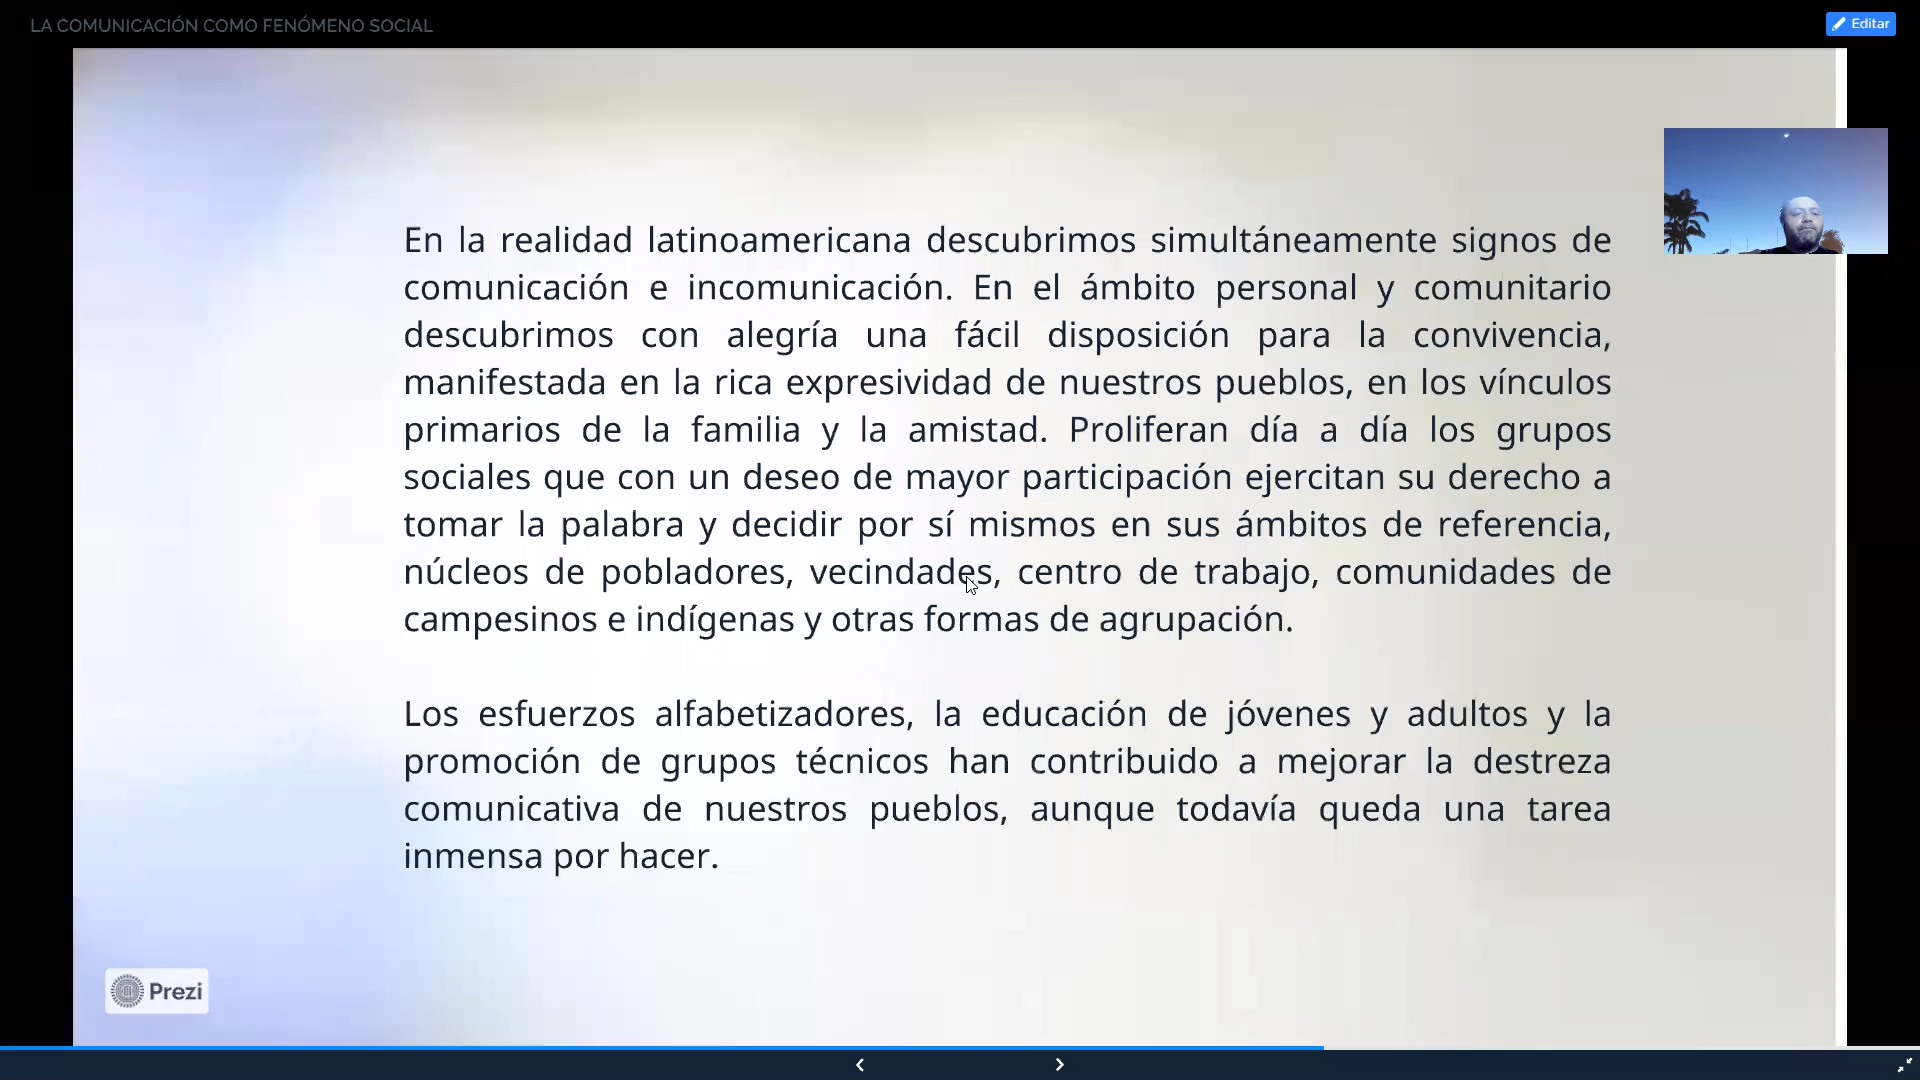 LA COMUNICACIÓN COMO FENÓMENO SOCIAL
Editar
En la realidad latinoamericana descubrimos simultáneamente signos de
comunicación e incomunicación. En el ámbito personal y comunitario
descubrimos con alegría una fácil disposición para la convivencia,
manifestada en la rica expresividad de nuestros pueblos, en los vínculos
primarios de la familia y la amistad. Proliferan día a día los grupos
sociales que con un deseo de mayor participación ejercitan su derecho a
tomar la palabra y decidir por sí mismos en sus ámbitos de referencia,
núcleos de pobladores, vecindades, centro de trabajo, comunidades de
campesinos e indígenas y otras formas de agrupación.
Los esfuerzos alfabetizadores, la educación de jóvenes y adultos y la
promoción de grupos técnicos han contribuido a mejorar la destreza
comunicativa de nuestros pueblos, aunque todavía queda una tarea
inmensa por hacer.
Prezi